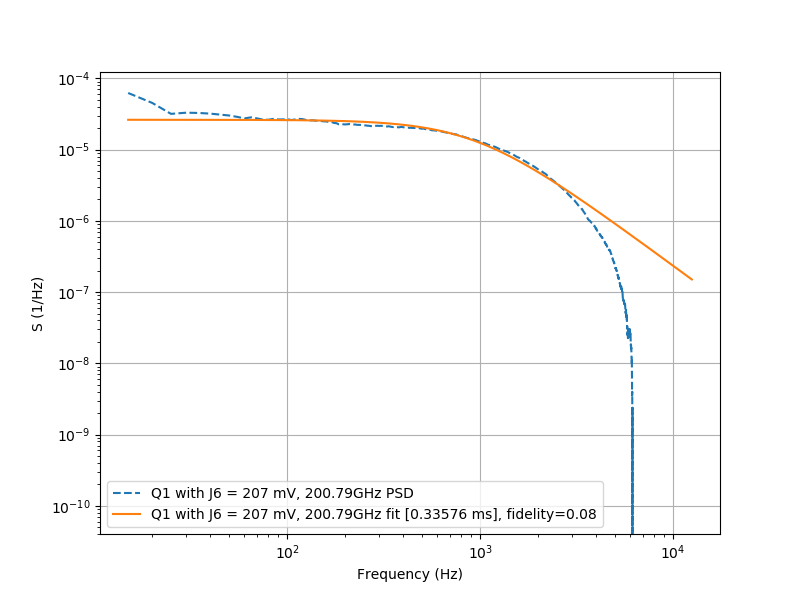 S (1/Hz)
10⁻⁴
10⁻⁵
10⁻⁶
10⁻⁷
10⁻⁸
10⁻⁹
10⁻¹⁰
Q1 with J6 = 207 mV, 200.79GHz PSD
Q1 with J6 = 207 mV, 200.79GHz fit [0.33576 ms], fidelity=0.08
10² 10³ 10⁴
Frequency (Hz)